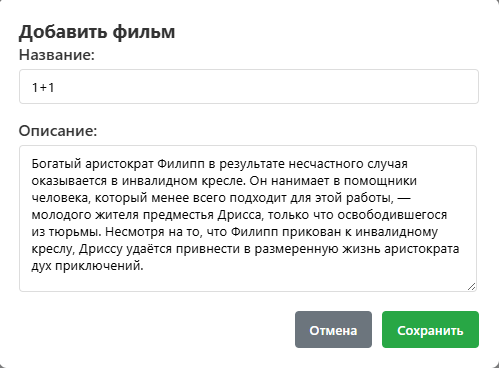 Добавить фильм
Название:
1+1
Описание:
Богатый аристократ Филипп в результате несчастного случая
оказывается в инвалидном кресле. Он нанимает в помощники
человека, который менее всего подходит для этой работы, —
молодого жителя предместья Дрисса, только что освободившегося
из тюрьмы. Несмотря на то, что Филипп прикован к инвалидному
креслу, Дриссу удаётся привнести в размеренную жизнь аристократа
дух приключений.
Отмена Сохранить